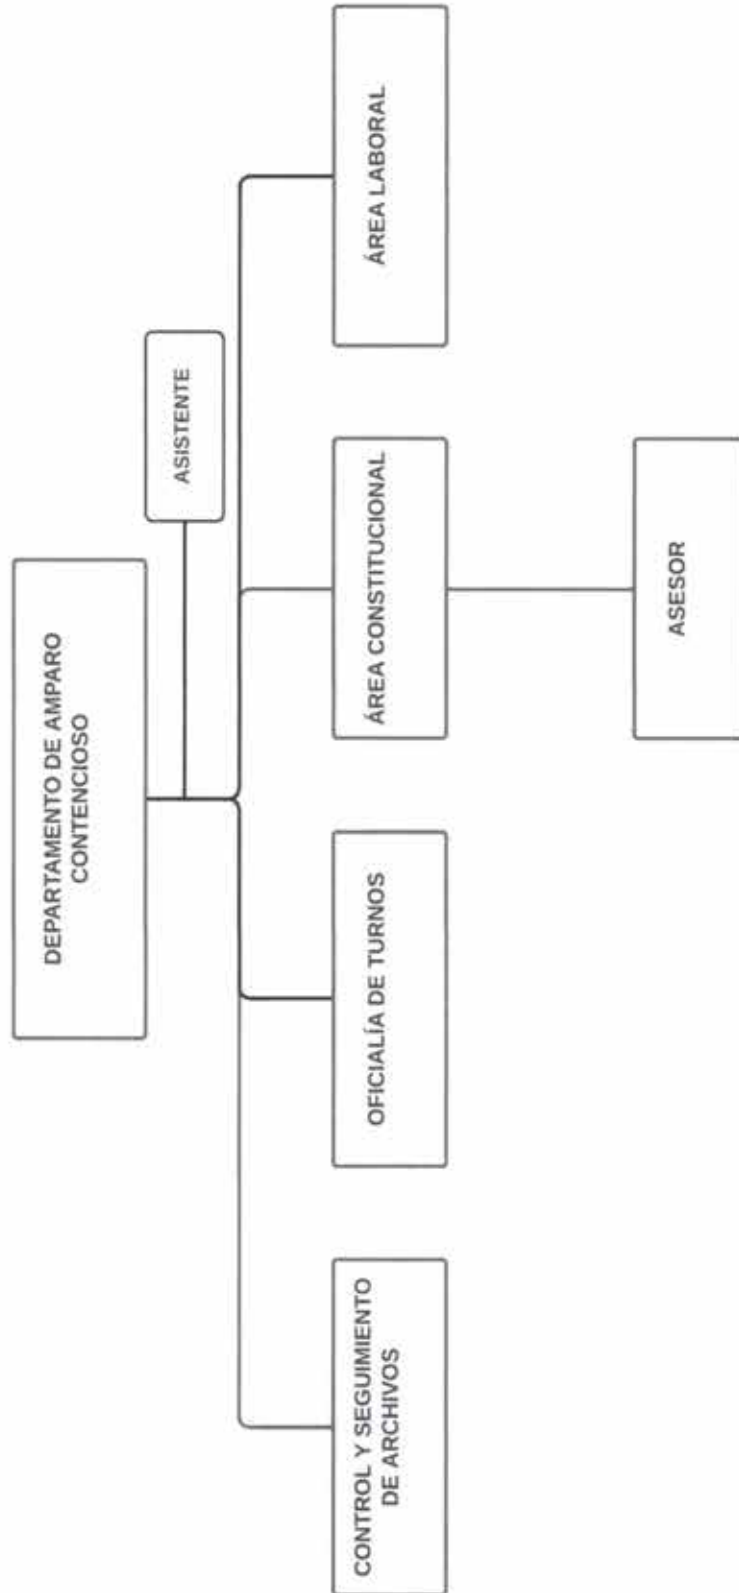 DEPARTAMENTO DE AMPARO
CONTENCIOSO
ASISTENTE
CONTROL Y SEGUIMIENTO
DE ARCHIVOS
OFICIALÍA DE TURNOS
ÁREA CONSTITUCIONAL
ÁREA LABORAL
ASESOR